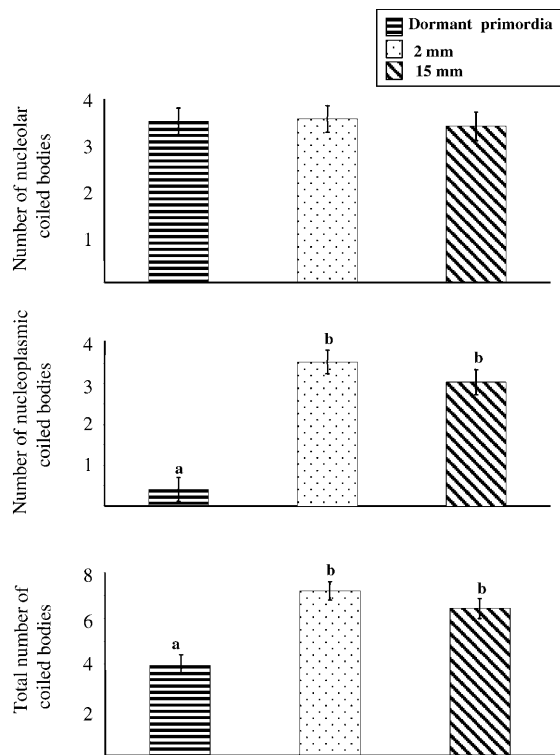 Dormant primordia
2 mm
15 mm
Number of nucleolar
coiled bodies
4
3
2
1
Number of nucleoplasmic
coiled bodies
4
3
2
1
a
b
b
Total number of
coiled bodies
8
6
4
2
a
b
b